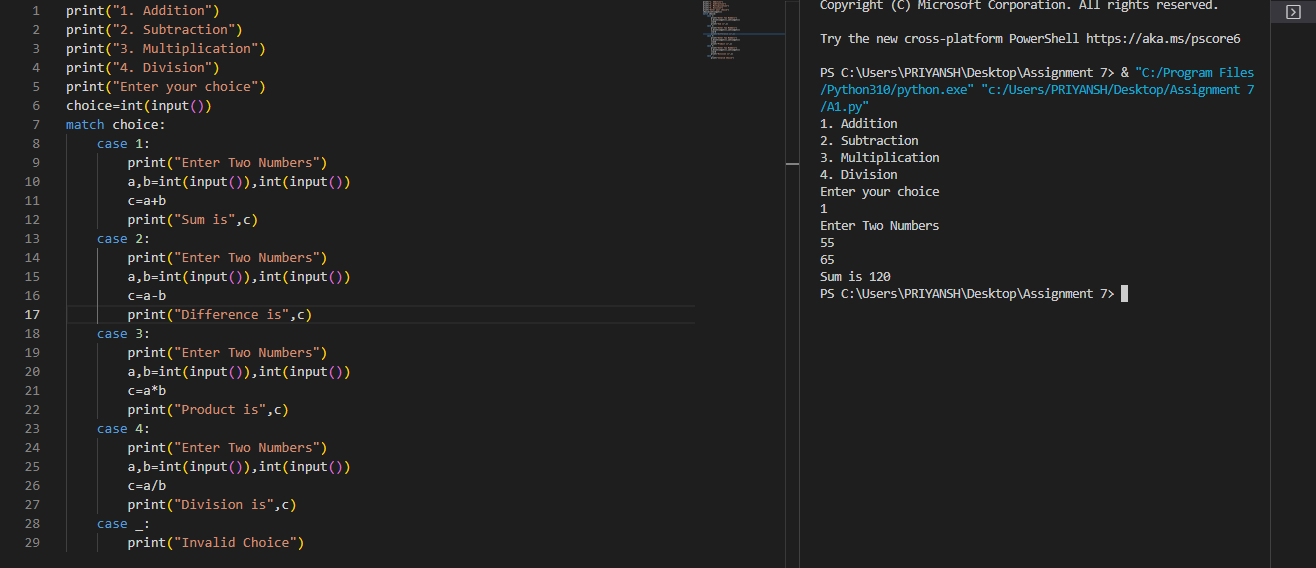 1 print("1. Addition")
2 print("2. Subtraction")
3 print("3. Multiplication")
4 print("4. Division")
5 print("Enter your choice")
6 choice=int(input())
7 match choice:
8     case 1:
9         print("Enter Two Numbers")
10         a,b=int(input()),int(input())
11         c=a+b
12         print("Sum is",c)
13     case 2:
14         print("Enter Two Numbers")
15         a,b=int(input()),int(input())
16         c=a-b
17         print("Difference is",c)
18     case 3:
19         print("Enter Two Numbers")
20         a,b=int(input()),int(input())
21         c=a*b
22         print("Product is",c)
23     case 4:
24         print("Enter Two Numbers")
25         a,b=int(input()),int(input())
26         c=a/b
27         print("Division is",c)
28     case _:
29         print("Invalid Choice")
Copyright (C) Microsoft Corporation. All rights reserved.
Try the new cross-platform PowerShell https://aka.ms/pscore6
PS C:\Users\PRIYANSH\Desktop\Assignment 7> & "C:/Program Files
/Python310/python.exe" "c:/Users/PRIYANSH/Desktop/Assignment 7
/A1.py"
1. Addition
2. Subtraction
3. Multiplication
4. Division
Enter your choice
1
Enter Two Numbers
55
65
Sum is 120
PS C:\Users\PRIYANSH\Desktop\Assignment 7>